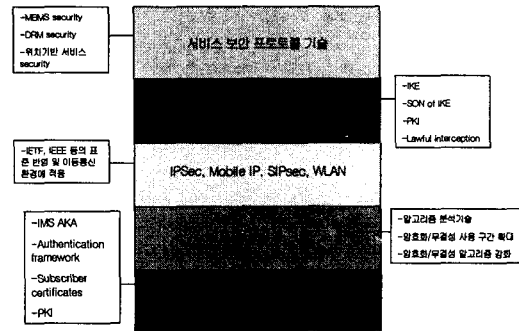 -MBMS security
-DRM security
-위치기반 서비스
security
서비스 보안 프로토콜 기술
-IKE
-SON of IKE
-PKI
-Lawful interception
-IETF, IEEE 등의 표
준 반영 및 이동통신
환경에 적용
IPSec, Mobile IP, SIPsec, WLAN
-IMS AKA
-Authentication
framework
-Subscriber
certificates
-PKI
-알고리즘 분석기술
-암호화/무결성 사용 구간 확대
-암호화/무결성 알고리즘 강화